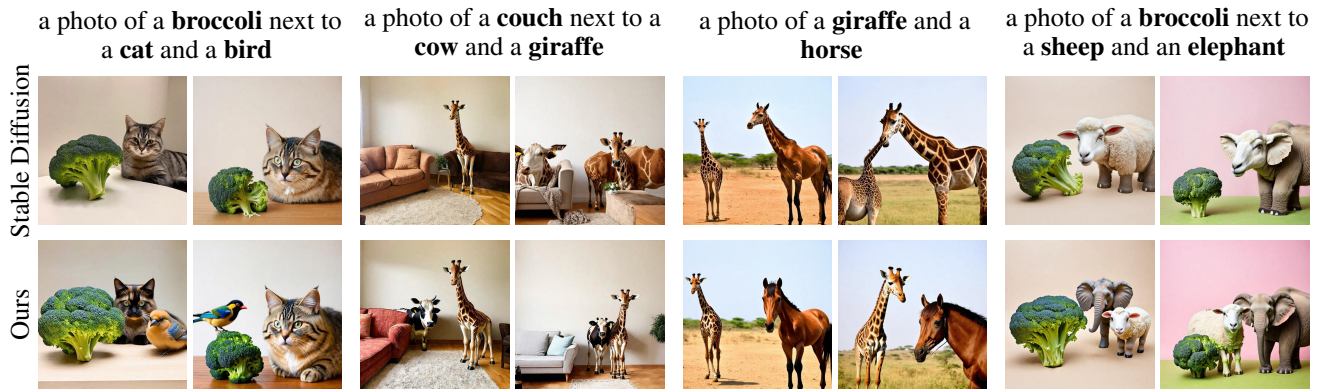 a photo of a broccoli next to
a cat and a bird
a photo of a couch next to a
cow and a giraffe
a photo of a giraffe and a
horse
a photo of a broccoli next to
a sheep and an elephant
Stable Diffusion
Ours